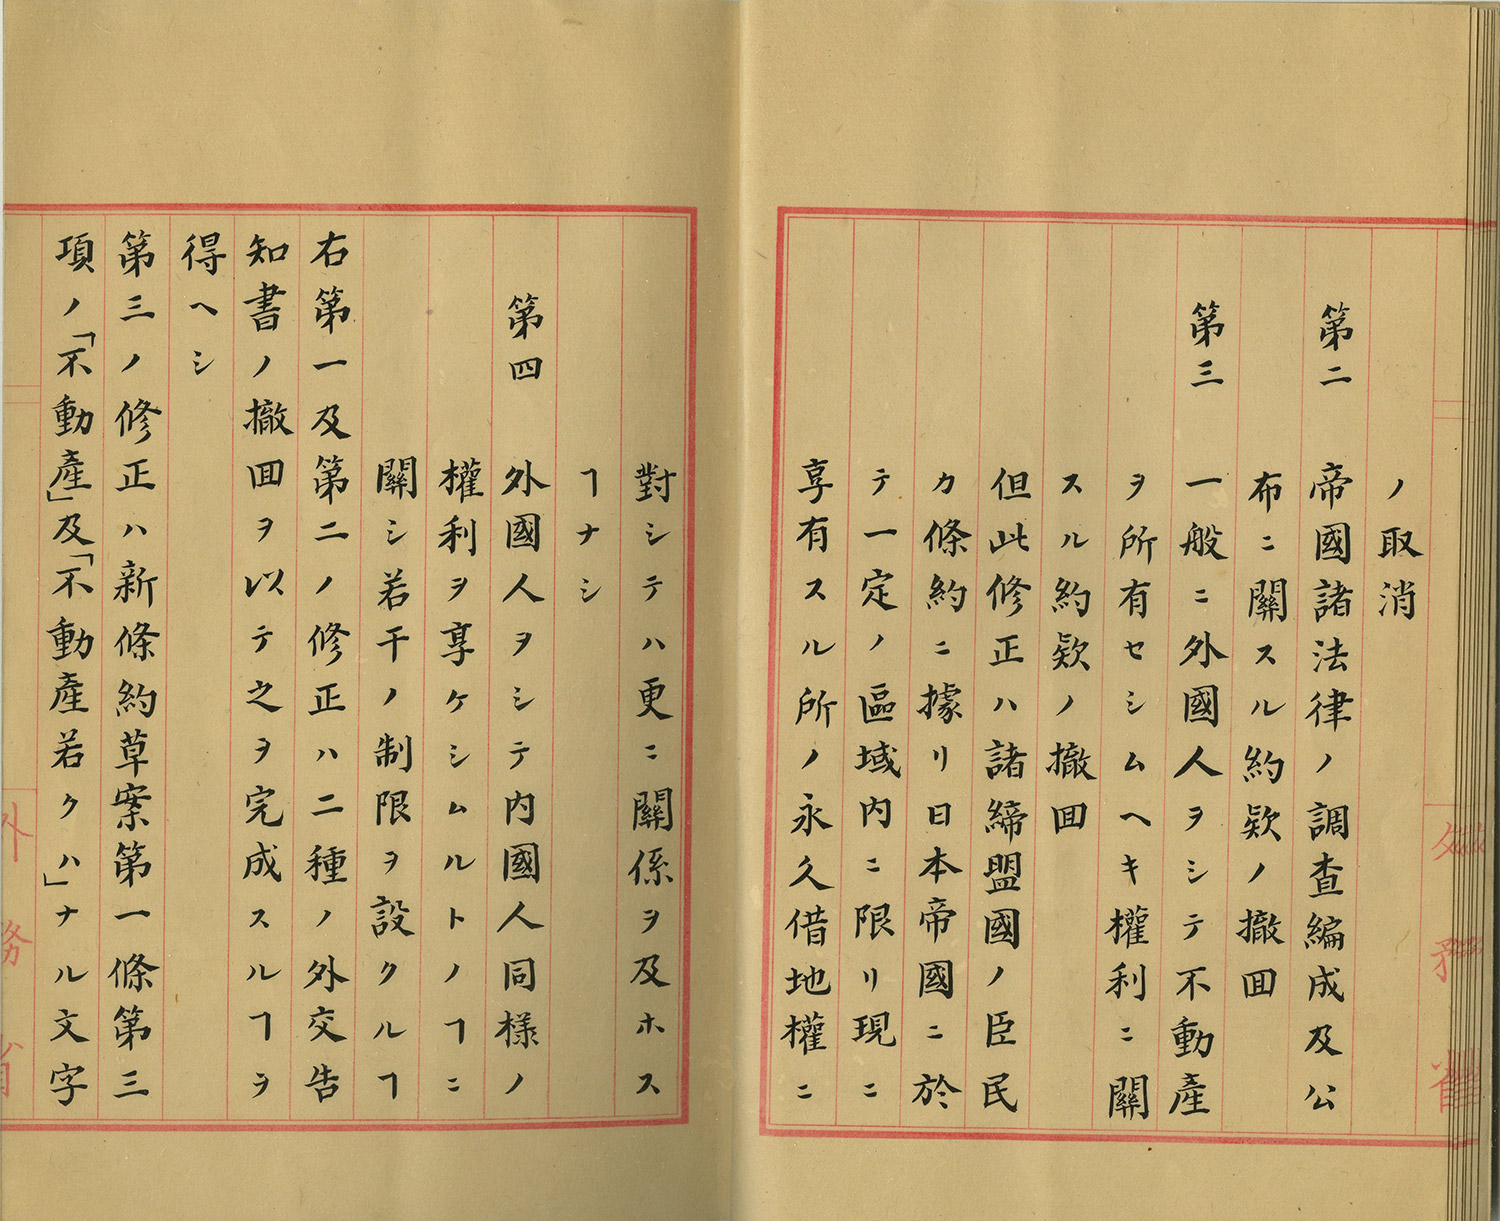 ノ取消
第二　帝國諸法律ノ調査編成及公
布ニ關スル約欵ノ撤回
第三　一般ニ外國人ヲシテ不動產
ヲ所有セシムヘキ權利ニ關
スル約欵ノ撤回
但此修正ハ諸締盟國ノ臣民
カ條約ニ據リ日本帝國ニ於
テ一定ノ區域内ニ限リ現ニ
享有スル所ノ永久借地權ニ
對シテハ更ニ關係ヲ及ホス
ヿナシ
第四　外國人ヲシテ内國人同樣ノ
權利ヲ享ケシムルトノヿニ
關シ若干ノ制限ヲ設クルヿ
右第一及第二ノ修正ハ二種ノ外交告
知書ノ撤回ヲ以テ之ヲ完成スルヿヲ
得ヘシ
第三ノ修正ハ新條約草案第一條第三
項ノ「不動產」及「不動產若クハ」ナル文字
外務省